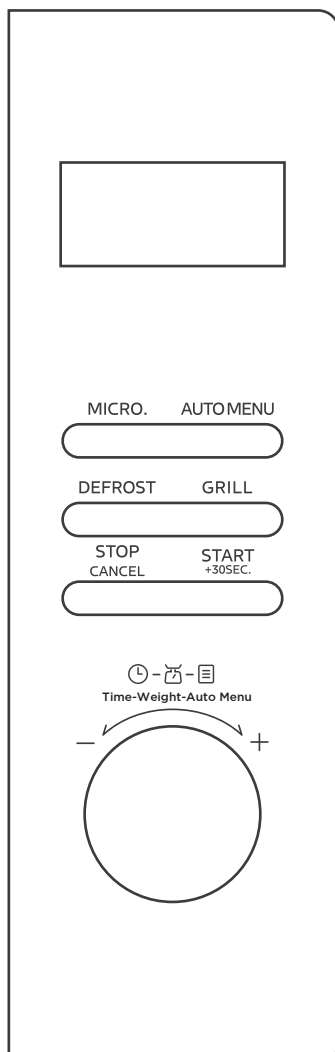 MICRO. AUTO MENU
DEFROST GRILL
STOP START
CANCEL +30SEC.
Time-Weight-Auto Menu
− +